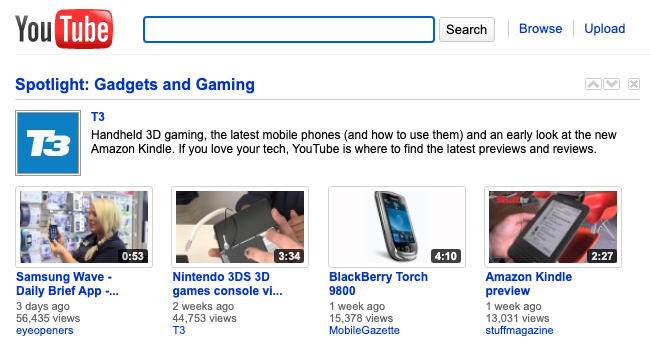 YouTube Search Browse Upload
Spotlight: Gadgets and Gaming
T3
T3
Handheld 3D gaming, the latest mobile phones (and how to use them) and an early look at the new
Amazon Kindle. If you love your tech, YouTube is where to find the latest previews and reviews.
0:53 3:34 4:10 2:27
Samsung Wave -
Daily Brief App -...
3 days ago
56,435 views
eyeopeners
Nintendo 3DS 3D
games console vi...
2 weeks ago
44,753 views
T3
BlackBerry Torch
9800
1 week ago
15,378 views
MobileGazette
Amazon Kindle
preview
1 week ago
13,031 views
stuffmagazine